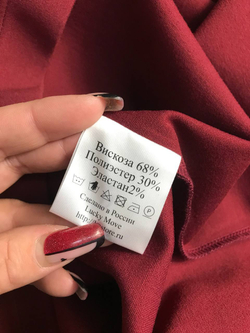 Вискоза 68%
Полиэстер 30%
Эластан2%
Сделано в России
Lucky Move